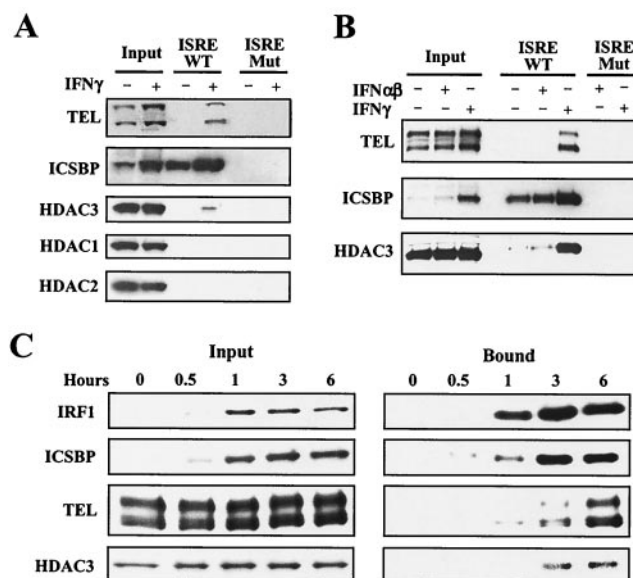 A
Input
ISRE WT
ISRE Mut
IFNγ
- + - + - +
TEL
ICSBP
HDAC3
HDAC1
HDAC2
B
Input
ISRE WT
ISRE Mut
IFNαβ
- + - - + - + -
IFNγ
- - + - - + - +
TEL
ICSBP
HDAC3
C
Input
Bound
Hours 0 0.5 1 3 6 0 0.5 1 3 6
IRF1
ICSBP
TEL
HDAC3